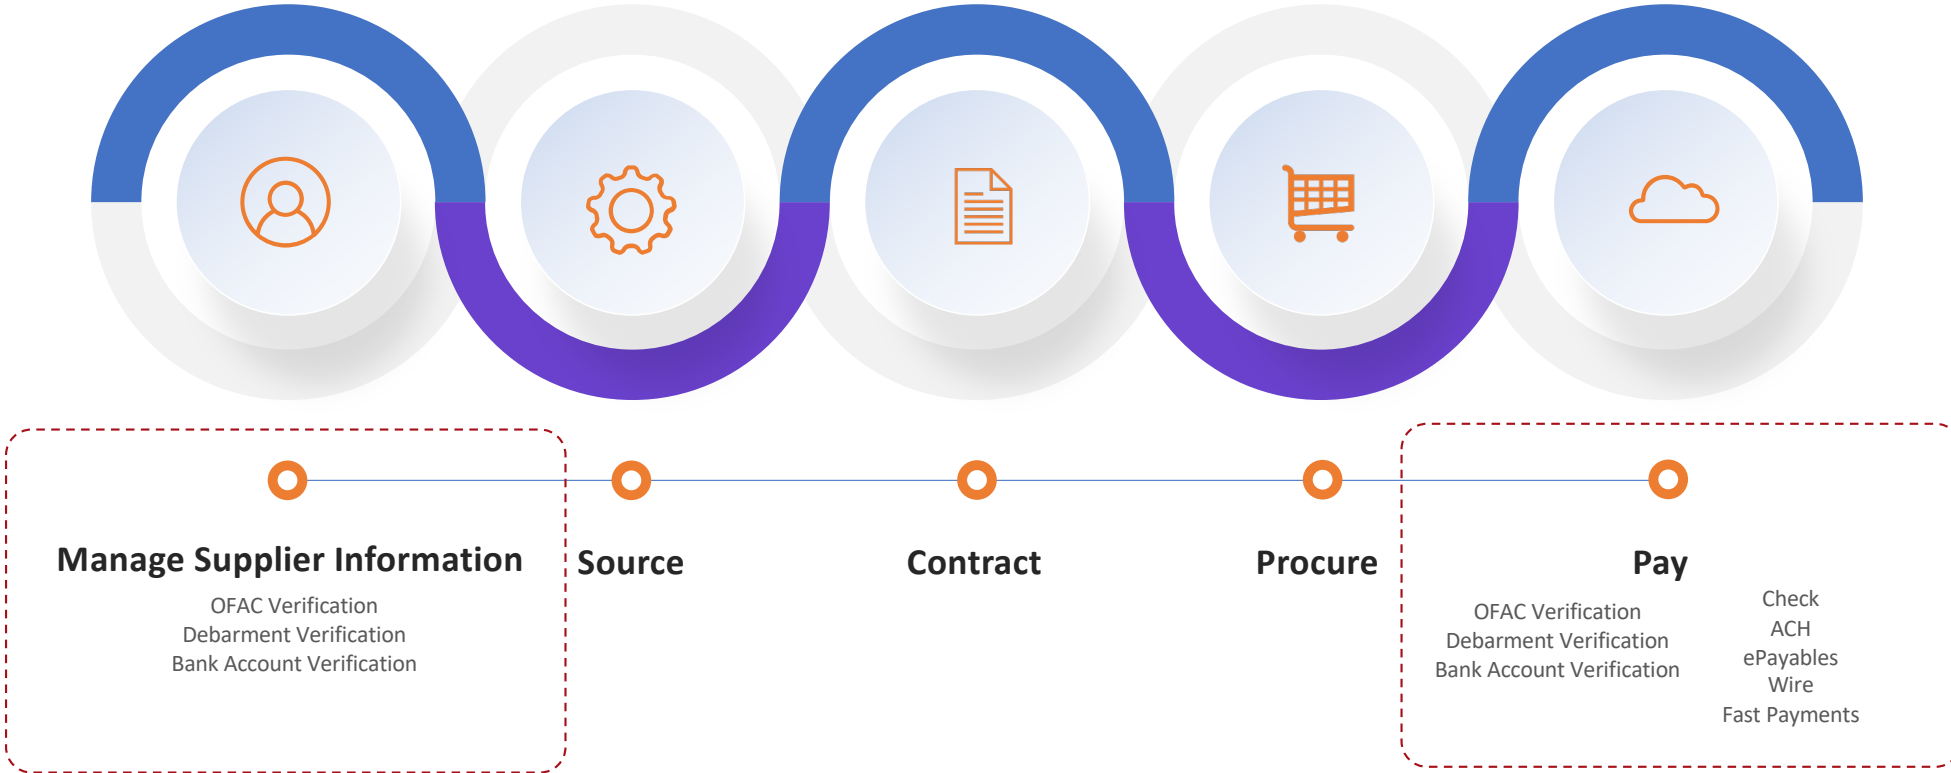 Manage Supplier Information
OFAC Verification
Debarment Verification
Bank Account Verification
Source
Contract
Procure
Pay
OFAC Verification
Debarment Verification
Bank Account Verification
Check
ACH
ePayables
Wire
Fast Payments